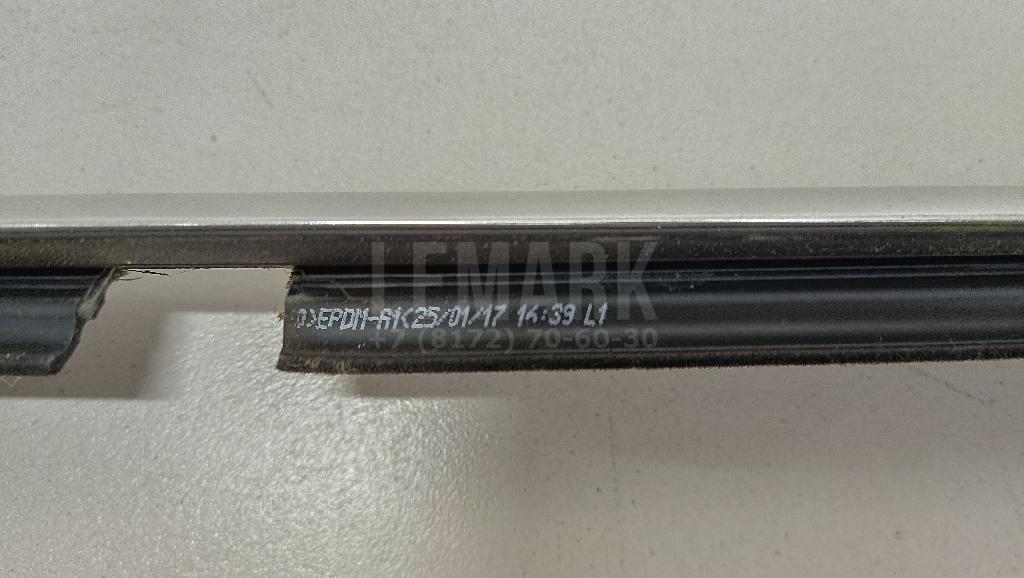 LEMARK
>EPDM-A1<25/01/17 14:39 L1
+7 (8172) 70-60-30